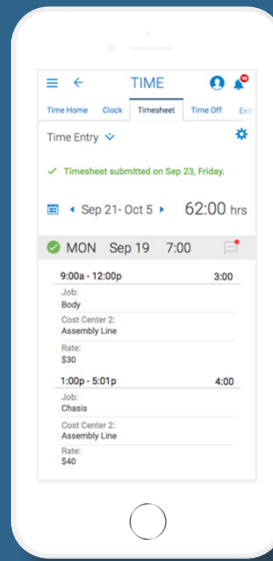 TIME
Time Home Clock Timesheet Time Off
Time Entry
Timesheet submitted on Sep 23, Friday.
Sep 21- Oct 5 62:00 hrs
MON Sep 19 7:00
9:00a - 12:00p 3:00
Job:
Body
Cost Center 2:
Assembly Line
Rate:
$30
1:00p - 5:01p 4:00
Job:
Chasis
Cost Center 2:
Assembly Line
Rate:
$40